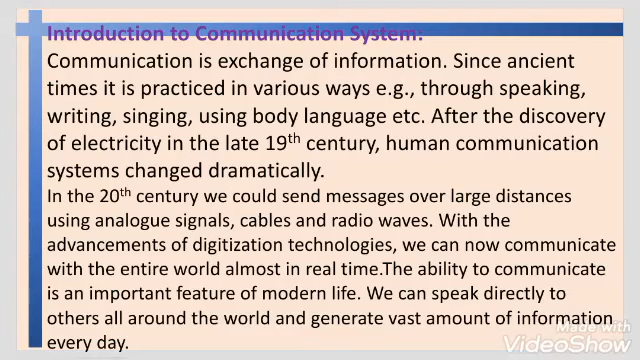 Introduction to Communication System:
Communication is exchange of information. Since ancient
times it is practiced in various ways e.g., through speaking,
writing, singing, using body language etc. After the discovery
of electricity in the late 19th century, human communication
systems changed dramatically.
In the 20th century we could send messages over large distances
using analogue signals, cables and radio waves. With the
advancements of digitization technologies, we can now communicate
with the entire world almost in real time.The ability to communicate
is an important feature of modern life. We can speak directly to
others all around the world and generate vast amount of information
every day.
Made with
VideoShow